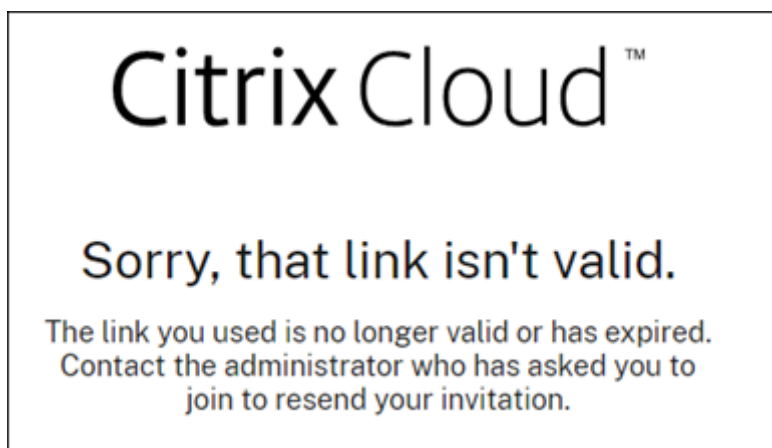 Citrix Cloud™
Sorry, that link isn't valid.
The link you used is no longer valid or has expired.
Contact the administrator who has asked you to
join to resend your invitation.